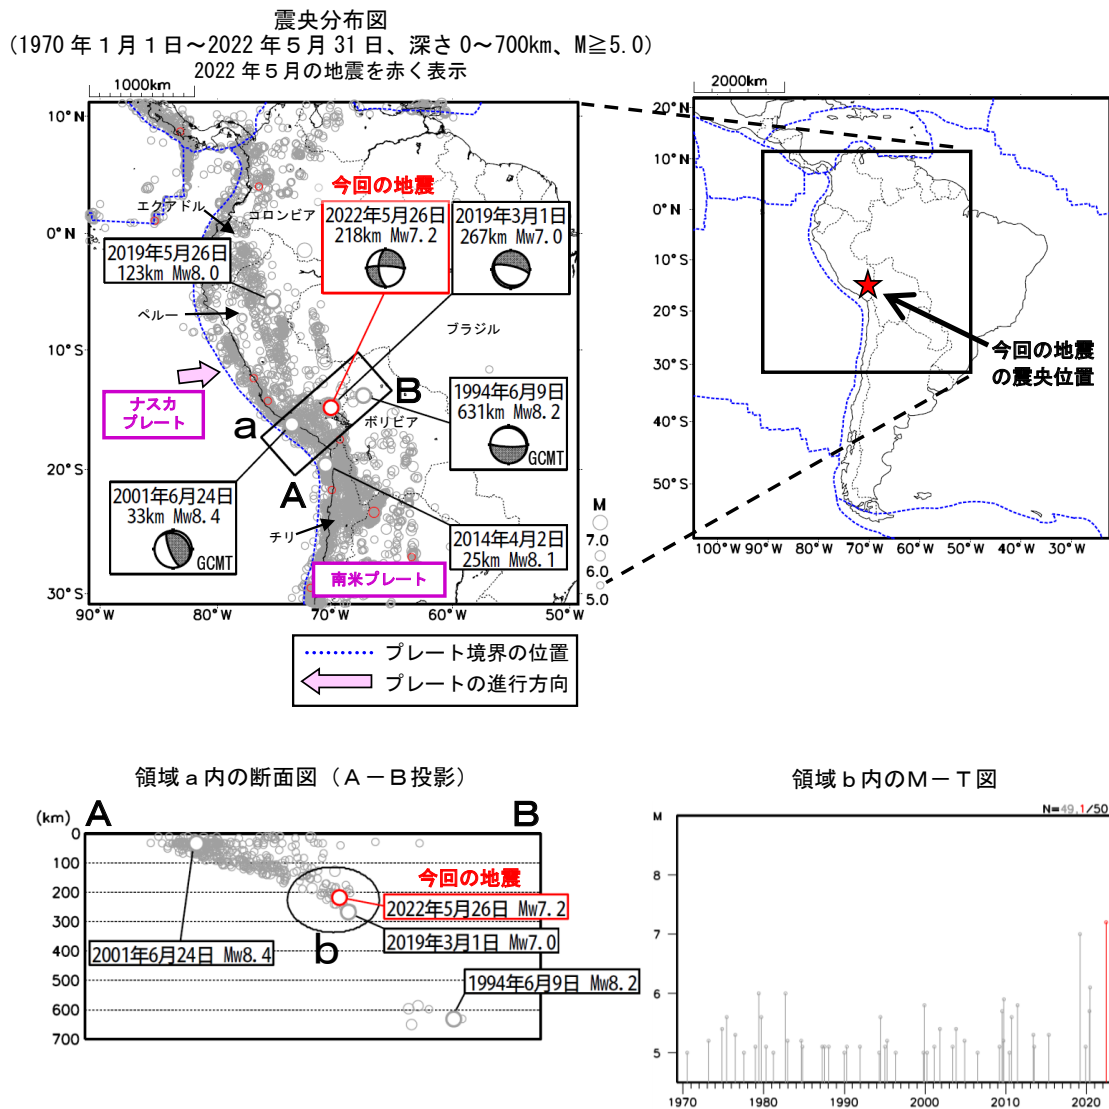 震央分布図
(1970年1月1日～2022年5月31日、深さ0～700km、M≧5.0)
2022年5月の地震を赤く表示
1000km
2000km
10°N
0°N
10°S
20°S
30°S
90°W
80°W
70°W
60°W
50°W
エクアドル
コロンビア
今回の地震
2022年5月26日
218km Mw7.2
2019年3月1日
267km Mw7.0
2019年5月26日
123km Mw8.0
ペルー
ブラジル
ナスカ
プレート
a
B
1994年6月9日
631km Mw8.2
GCMT
ボリビア
A
2001年6月24日
33km Mw8.4
GCMT
チリ
2014年4月2日
25km Mw8.1
南米プレート
M
7.0
6.0
5.0
20°N
10°N
0°N
10°S
20°S
30°S
40°S
50°S
100°W
90°W
80°W
70°W
60°W
50°W
40°W
30°W
今回の地震
の震央位置
プレート境界の位置
プレートの進行方向
領域a内の断面図（A－B投影）
(km)
A
B
0
100
200
300
400
500
600
700
今回の地震
2022年5月26日 Mw7.2
2019年3月1日 Mw7.0
b
2001年6月24日 Mw8.4
1994年6月9日 Mw8.2
領域b内のM－T図
N=49.1/50
M
8
7
6
5
1970
1980
1990
2000
2010
2020